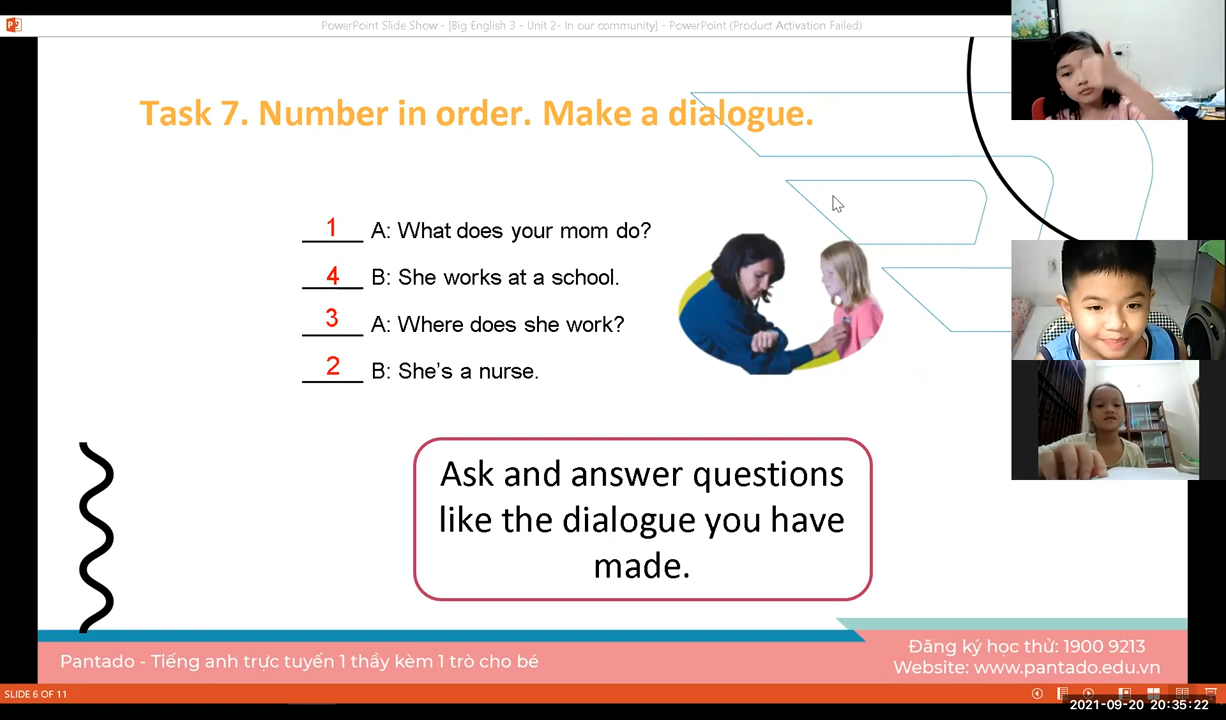 PowerPoint Slide Show - [Big English 3 - Unit 2- In our community] - PowerPoint (Product Activation Failed)
Task 7. Number in order. Make a dialogue.
1 A: What does your mom do?
4 B: She works at a school.
3 A: Where does she work?
2 B: She's a nurse.
Ask and answer questions
like the dialogue you have
made.
Pantado - Tiếng anh trực tuyến 1 thầy kèm 1 trò cho bé
Đăng ký học thử: 1900 9213
Website: www.pantado.edu.vn
SLIDE 6 OF 11
2021-09-20 20:35:22